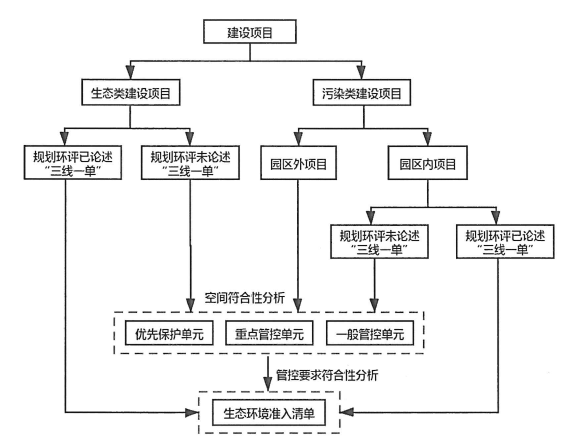 建设项目
生态类建设项目
污染类建设项目
规划环评已论述
“三线一单”
规划环评未论述
“三线一单”
园区外项目
园区内项目
规划环评未论述
“三线一单”
规划环评已论述
“三线一单”
空间符合性分析
优先保护单元
重点管控单元
一般管控单元
管控要求符合性分析
生态环境准入清单